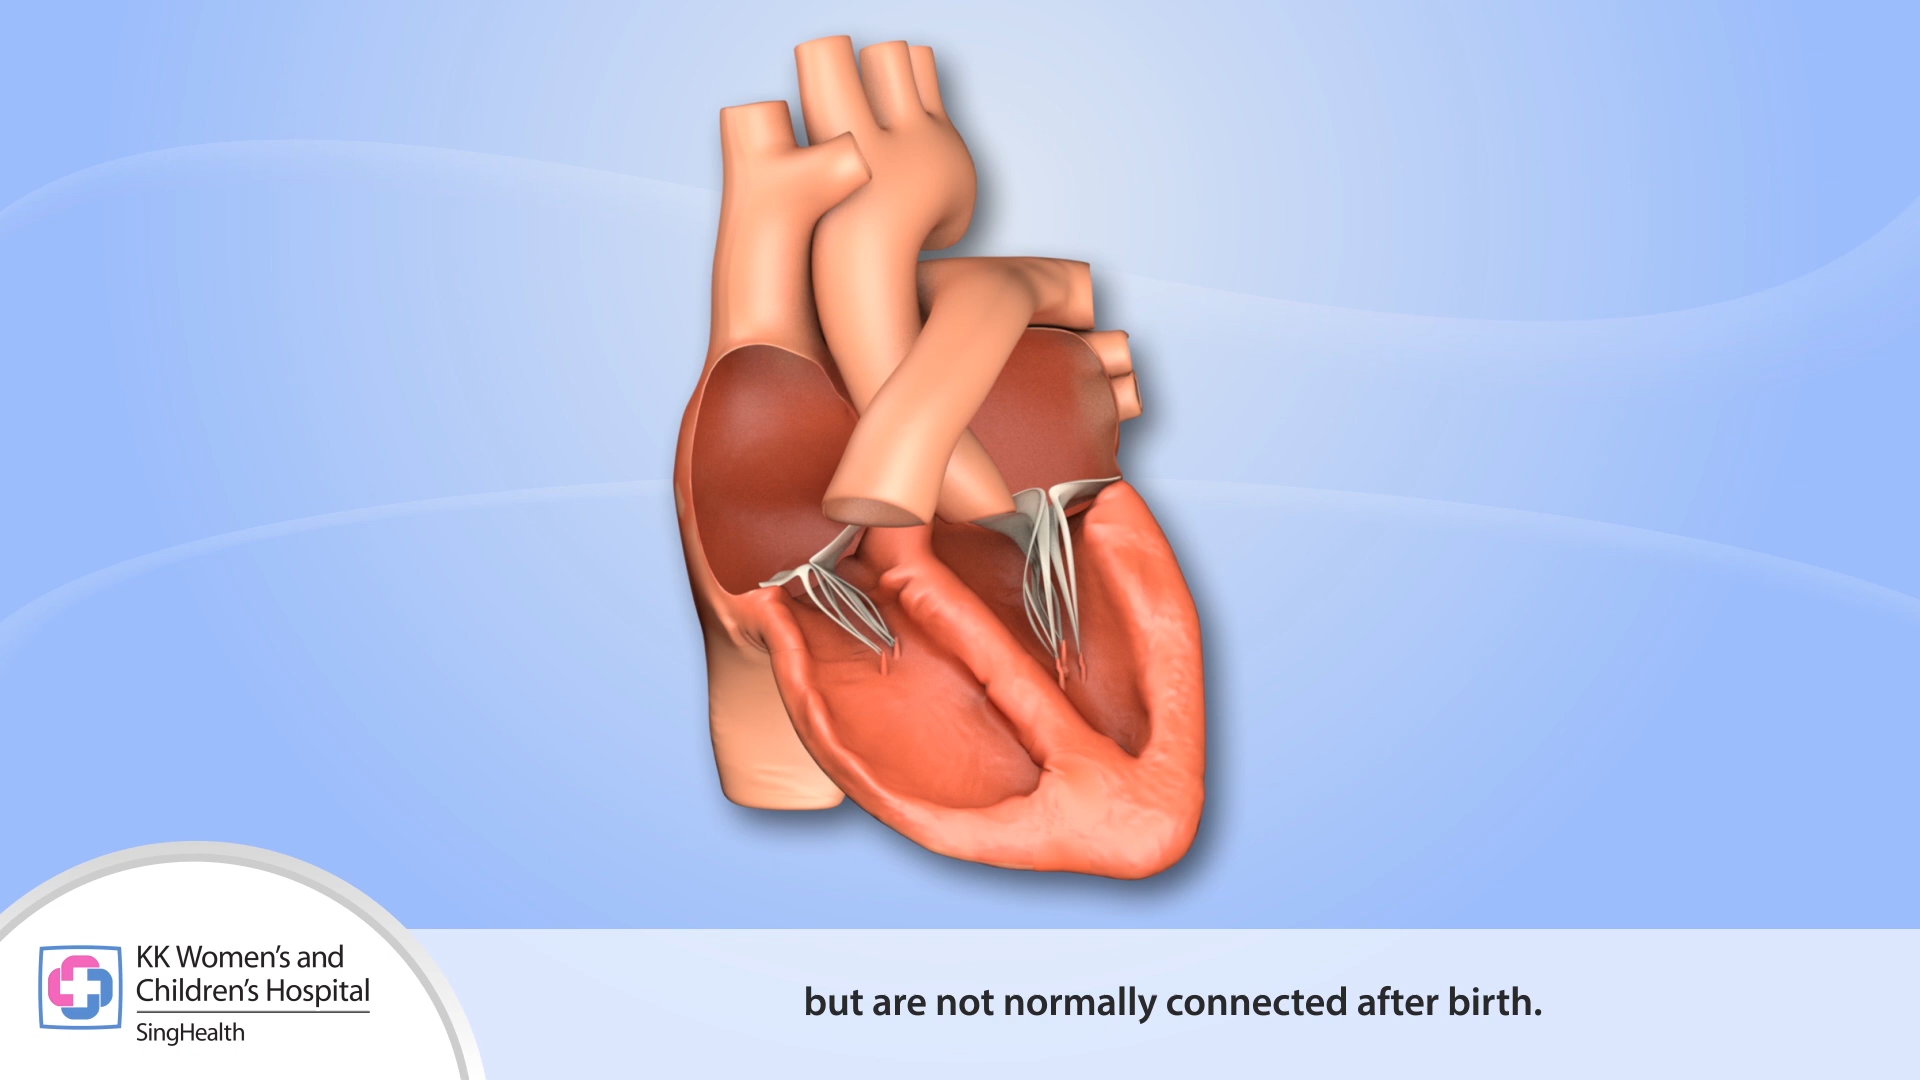 KK Women's and
Children's Hospital
SingHealth
but are not normally connected after birth.